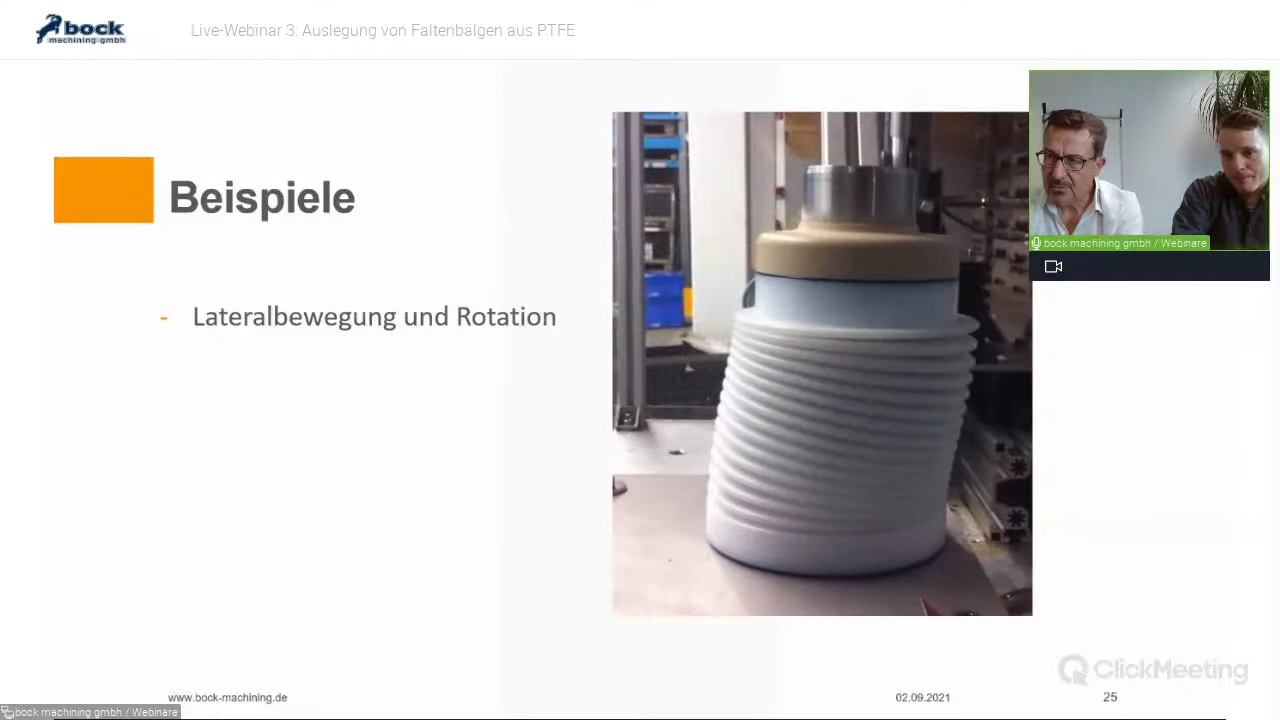 bock
machining gmbh
Live-Webinar 3: Auslegung von Faltenbälgen aus PTFE
Beispiele
- Lateralbewegung und Rotation
bock machining gmbh / Webinare
ClickMeeting
www.bock-machining.de
02.09.2021
25
bock machining gmbh / Webinare